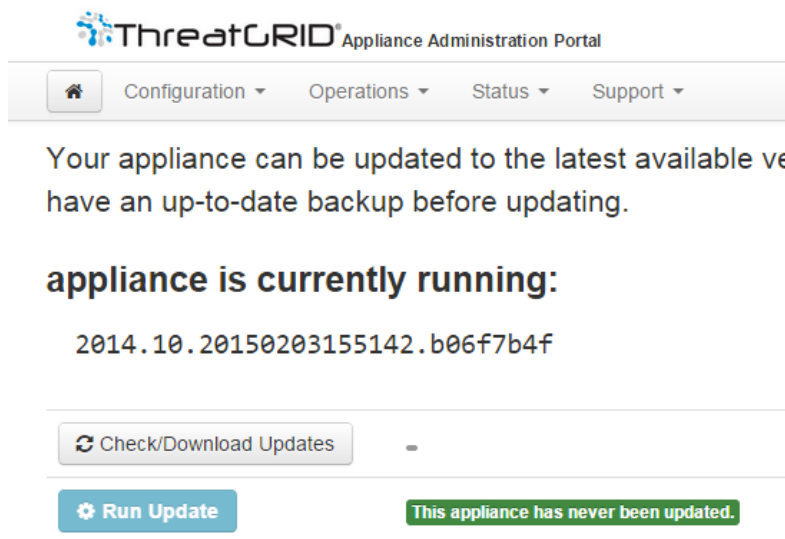 ThreatGRID Appliance Administration Portal
Configuration Operations Status Support
Your appliance can be updated to the latest available ve
have an up-to-date backup before updating.
appliance is currently running:
2014.10.20150203155142.b06f7b4f
Check/Download Updates -
Run Update This appliance has never been updated.